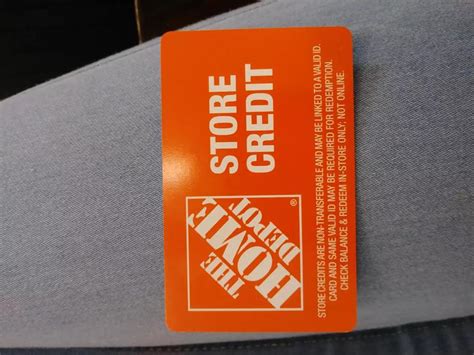 THE
HOME
DEPOT
®
STORE
CREDIT
STORE CREDITS ARE NON-TRANSFERABLE AND MAY BE LINKED TO A VALID ID.
CARD AND SAME VALID ID MAY BE REQUIRED FOR REDEMPTION.
CHECK BALANCE & REDEEM IN-STORE ONLY; NOT ONLINE.